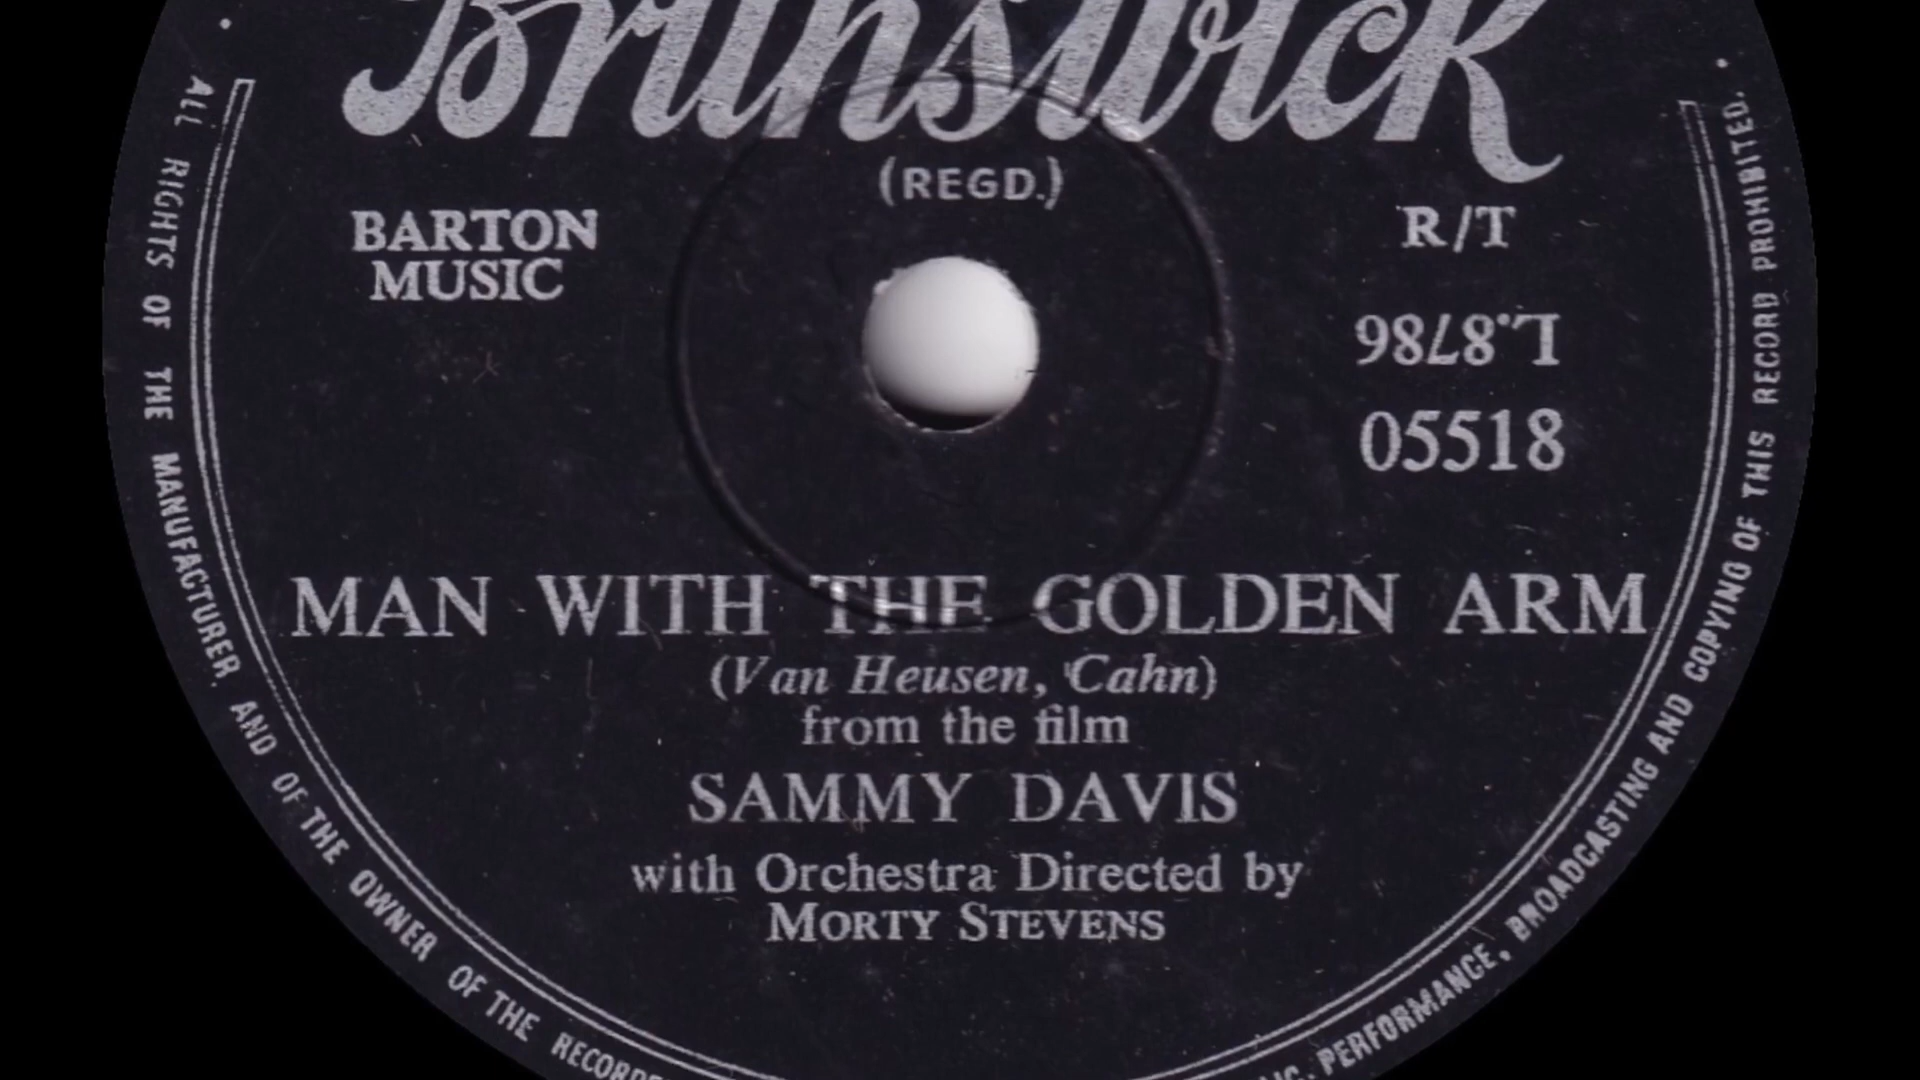 Brunswick
(REGD.)
BARTON
MUSIC
R/T
L.8786
05518
MAN WITH THE GOLDEN ARM
(Van Heusen, Cahn)
from the film
SAMMY DAVIS
with Orchestra Directed by
MORTY STEVENS
ALL RIGHTS OF THE MANUFACTURER AND OF THE OWNER OF THE RECORDE
PERFORMANCE, BROADCASTING AND COPYING OF THIS RECORD PROHIBITED.